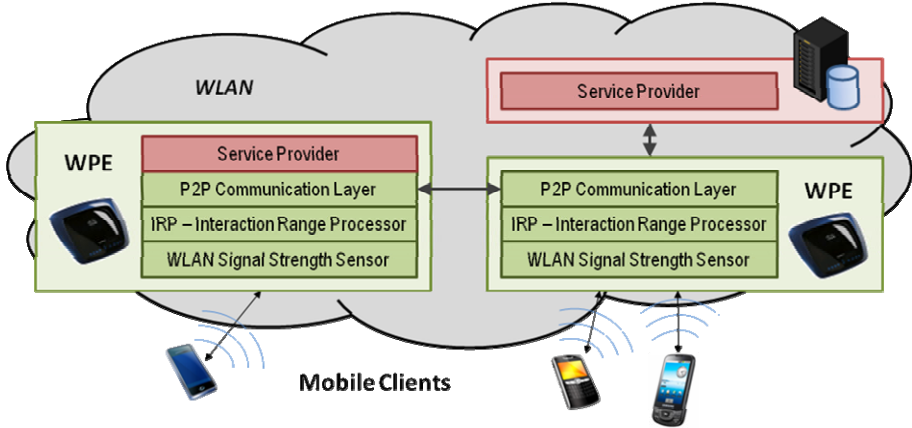 WLAN
Service Provider
WPE
Service Provider
P2P Communication Layer
IRP – Interaction Range Processor
WLAN Signal Strength Sensor
P2P Communication Layer
IRP – Interaction Range Processor
WLAN Signal Strength Sensor
WPE
Mobile Clients